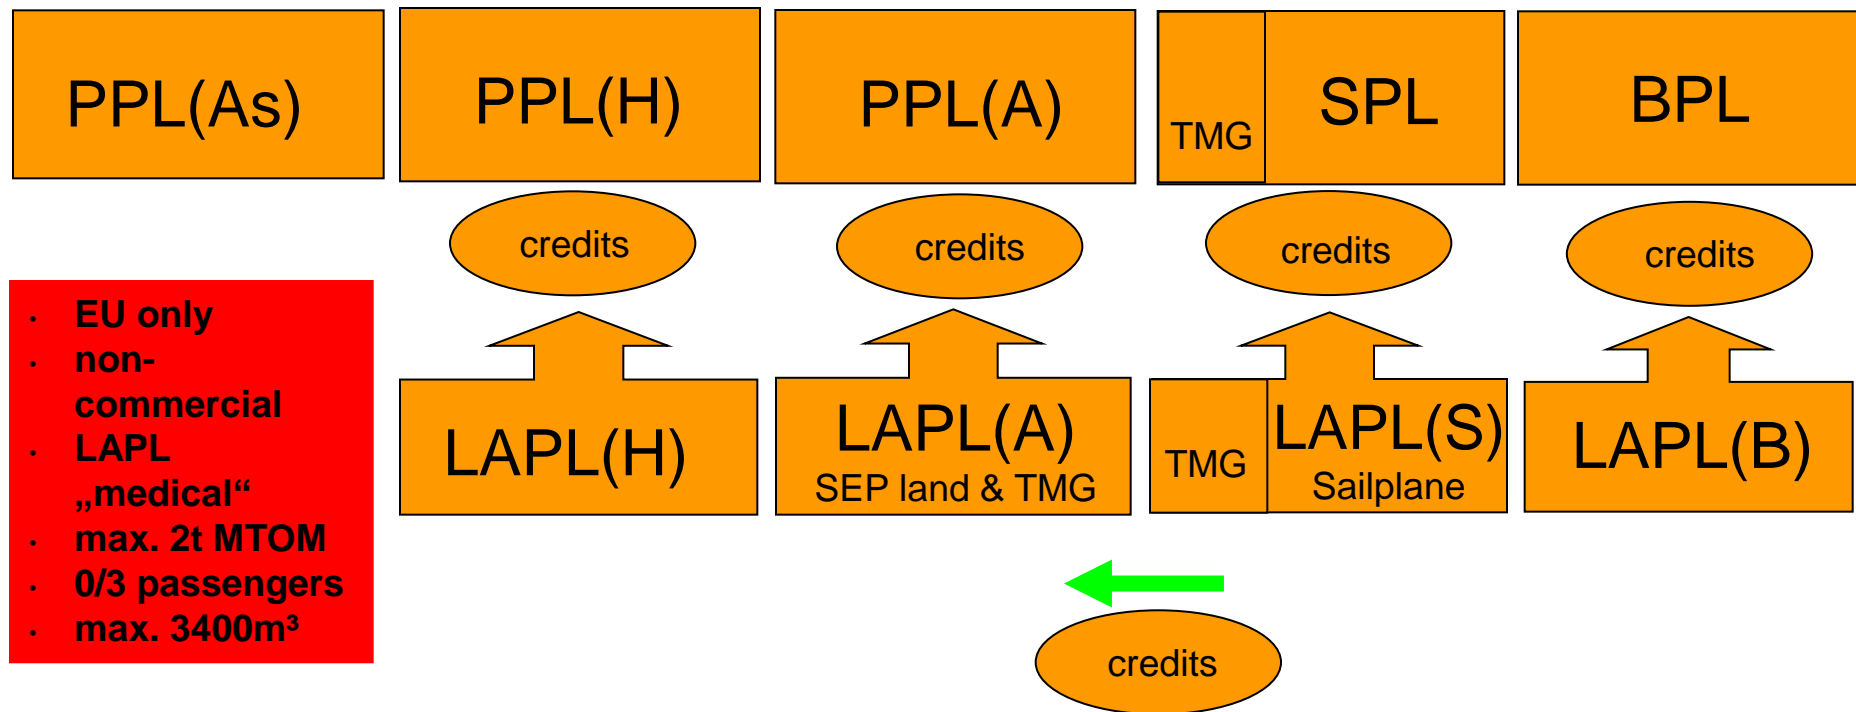 PPL(As)
PPL(H)
PPL(A)
TMG
SPL
BPL
credits
credits
credits
credits
· EU only
· non-
commercial
· LAPL
„medical“
· max. 2t MTOM
· 0/3 passengers
· max. 3400m³
LAPL(H)
LAPL(A)
SEP land & TMG
TMG
LAPL(S)
Sailplane
LAPL(B)
credits